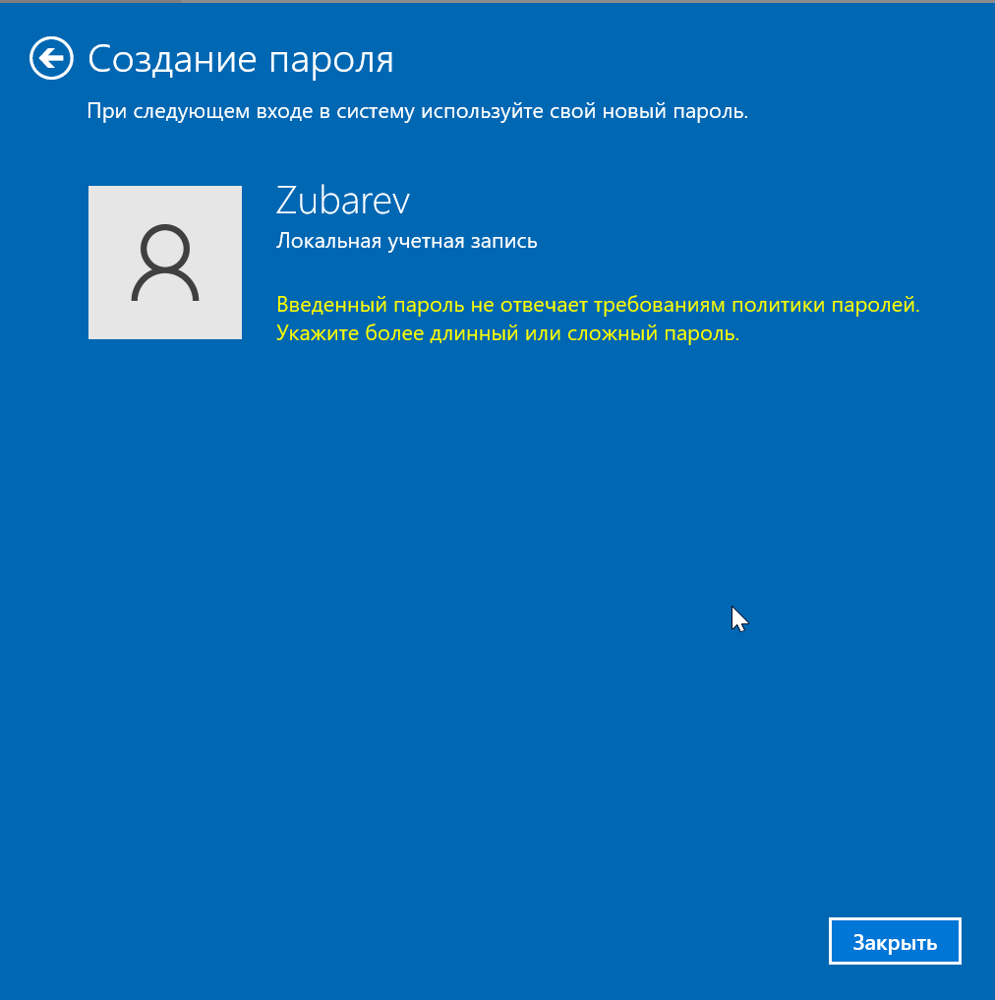 Создание пароля
При следующем входе в систему используйте свой новый пароль.
Zubarev
Локальная учетная запись
Введенный пароль не отвечает требованиям политики паролей.
Укажите более длинный или сложный пароль.
Закрыть